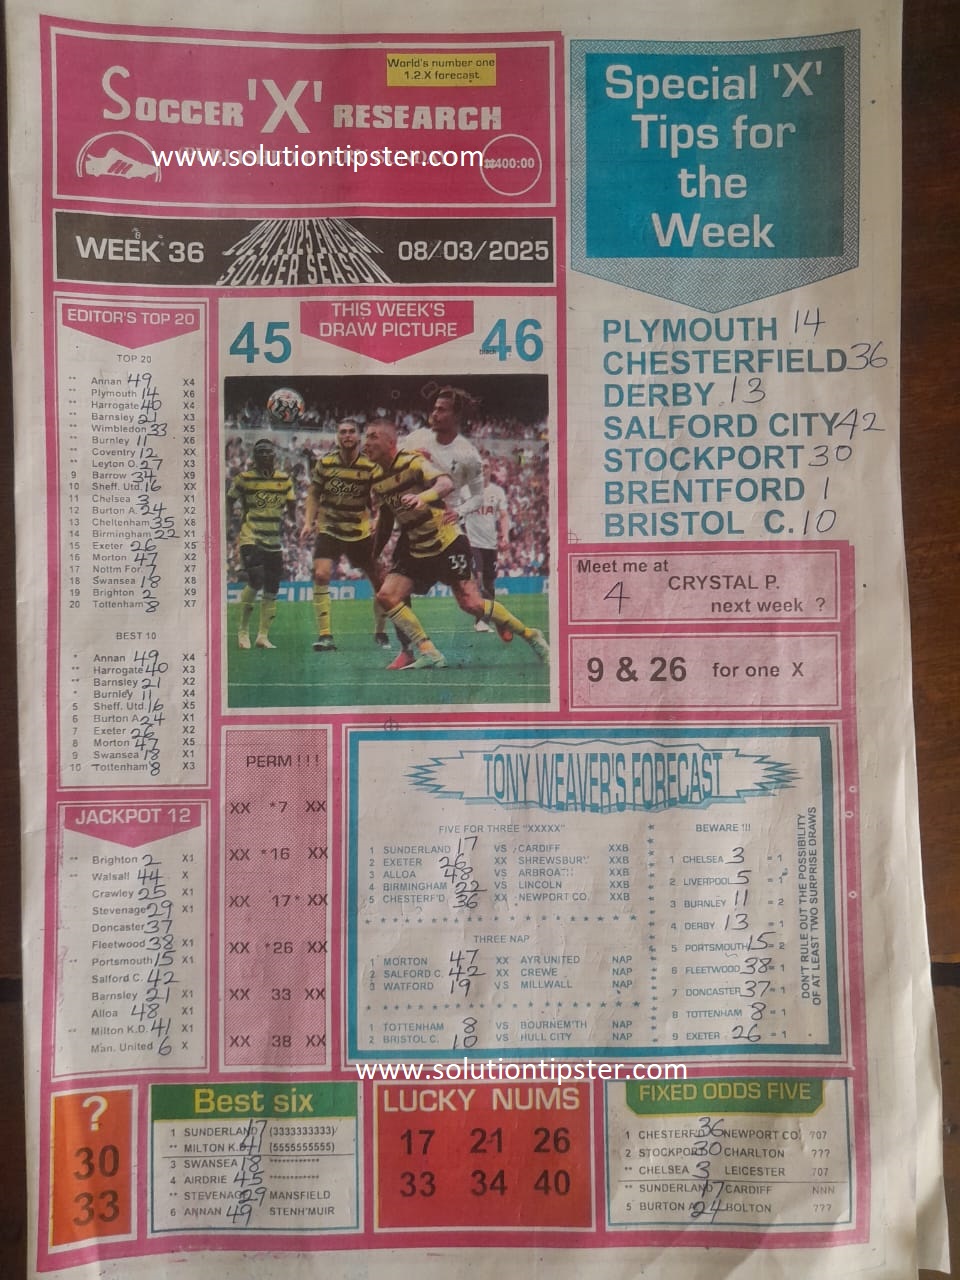 World's number one
1.2.X forecast
SOCCER 'X' RESEARCH
www.solutiontipster.com
₦400:00
WEEK 36
SOCCER SEASON
08/03/2025
EDITOR'S TOP 20
TOP 20
** Annan 49 X4
** Plymouth 14 X6
** Harrogate 40 X4
** Barnsley 21 X3
** Wimbledon 33 X5
** Burnley 11 X6
** Coventry 12 XX
** Leyton O. 27 X3
9 Barrow 34 X9
10 Sheff. Utd. 16 XX
11 Chelsea 3 X1
12 Burton A. 24 X2
13 Cheltenham 35 X8
14 Birmingham 22 X1
15 Exeter 26 X5
16 Morton 47 X2
17 Nottm For. 7 X7
18 Swansea 18 X8
19 Brighton 2 X9
20 Tottenham 8 X7
BEST 10
* Annan 49 X4
** Harrogate 40 X3
** Barnsley 21 X2
* Burnley 11 X4
5 Sheff. Utd. 16 X5
6 Burton A 24 X1
7 Exeter 26 X2
8 Morton 47 X5
9 Swansea 18 X1
10 Tottenham 8 X3
JACKPOT 12
** Brighton 2 X1
** Walsall 44 X
Crawley 25 X1
Stevenage 29 X1
Doncaster 37
Fleetwood 38 X1
** Portsmouth 15 X1
Salford C. 42
Barnsley 21 X1
Alloa 48 X1
** Milton K.D. 41 X1
Man. United 6 X
45
THIS WEEK'S
DRAW PICTURE
46
33
Special 'X'
Tips for
the
Week
PLYMOUTH 14
CHESTERFIELD 36
DERBY 13
SALFORD CITY 42
STOCKPORT 30
BRENTFORD 1
BRISTOL C. 10
Meet me at
4 CRYSTAL P.
next week ?
9 & 26 for one X
PERM !!!
XX *7 XX
XX *16 XX
XX 17* XX
XX *26 XX
XX 33 XX
XX 38 XX
TONY WEAVER'S FORECAST
FIVE FOR THREE "XXXXX"
1 SUNDERLAND 17 VS CARDIFF XXB
2 EXETER 26 XX SHREWSBURY XXB
3 ALLOA 48 VS ARBROATH XXB
4 BIRMINGHAM 22 VS LINCOLN XXB
5 CHESTERF'D 36 XX NEWPORT CO. XXB
THREE NAP
1 MORTON 47 XX AYR UNITED NAP
2 SALFORD C. 42 XX CREWE NAP
3 WATFORD 19 VS MILLWALL NAP
1 TOTTENHAM 8 VS BOURNEM'TH NAP
2 BRISTOL C. 10 VS HULL CITY NAP
BEWARE !!!
1 CHELSEA 3 = 1
2 LIVERPOOL 5 = 1
3 BURNLEY 11 = 2
4 DERBY 13 = 1
5 PORTSMOUTH 15 = 2
6 FLEETWOOD 38 = 1
7 DONCASTER 37 = 1
8 TOTTENHAM 8 = 1
9 EXETER 26 = 1
DON'T RULE OUT THE POSSIBILITY
OF AT LEAST TWO SURPRISE DRAWS
www.solutiontipster.com
?
30
33
Best six
1 SUNDERLAND 17 (3333333333)
** MILTON K.D 41 (5555555555)
3 SWANSEA 18 ************
4 AIRDRIE 45 ************
** STEVENAGE 29 MANSFIELD
6 ANNAN 49 STENH'MUIR
LUCKY NUMS
17 21 26
33 34 40
FIXED ODDS FIVE
1 CHESTERF'D 36 NEWPORT CO. ?0?
2 STOCKPORT 30 CHARLTON ???
** CHELSEA 3 LEICESTER ?0?
** SUNDERLAND 17 CARDIFF NNN
5 BURTON A 24 BOLTON ???